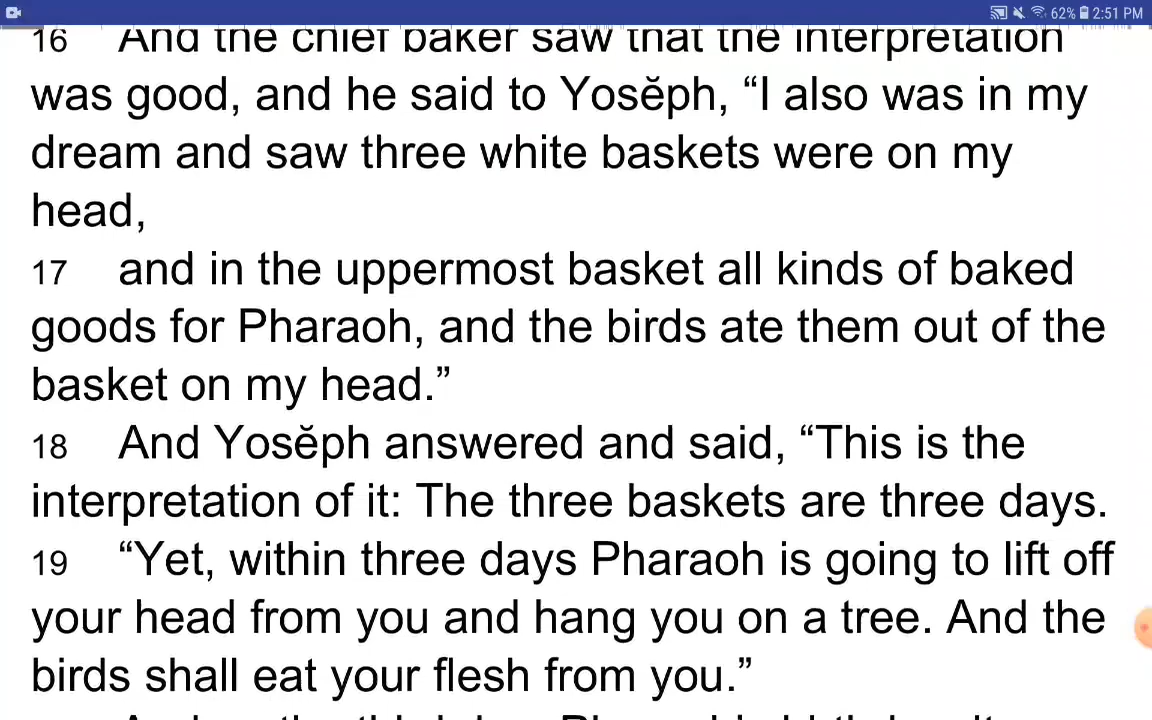 62% 2:51 PM
16 And the chief baker saw that the interpretation
was good, and he said to Yosĕph, “I also was in my
dream and saw three white baskets were on my
head,
17 and in the uppermost basket all kinds of baked
goods for Pharaoh, and the birds ate them out of the
basket on my head.”
18 And Yosĕph answered and said, “This is the
interpretation of it: The three baskets are three days.
19 “Yet, within three days Pharaoh is going to lift off
your head from you and hang you on a tree. And the
birds shall eat your flesh from you.”